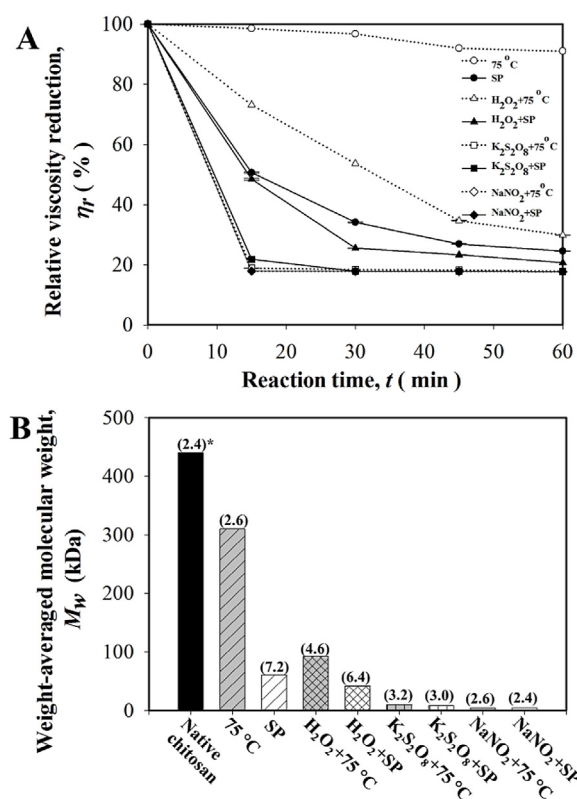 A
Relative viscosity reduction,
ηr ( % )
100
80
60
40
20
0
75 °C
SP
H2O2+75°C
H2O2+SP
K2S2O8+75°C
K2S2O8+SP
NaNO2+75°C
NaNO2+SP
0 10 20 30 40 50 60
Reaction time, t ( min )
B
Weight-averaged molecular weight,
Mw (kDa)
500
400
300
200
100
0
(2.4)*
(2.6)
(7.2)
(4.6)
(6.4)
(3.2)
(3.0)
(2.6)
(2.4)
Native
chitosan
75 °C
SP
H2O2+75 °C
H2O2+SP
K2S2O8+75 °C
K2S2O8+SP
NaNO2+75 °C
NaNO2+SP